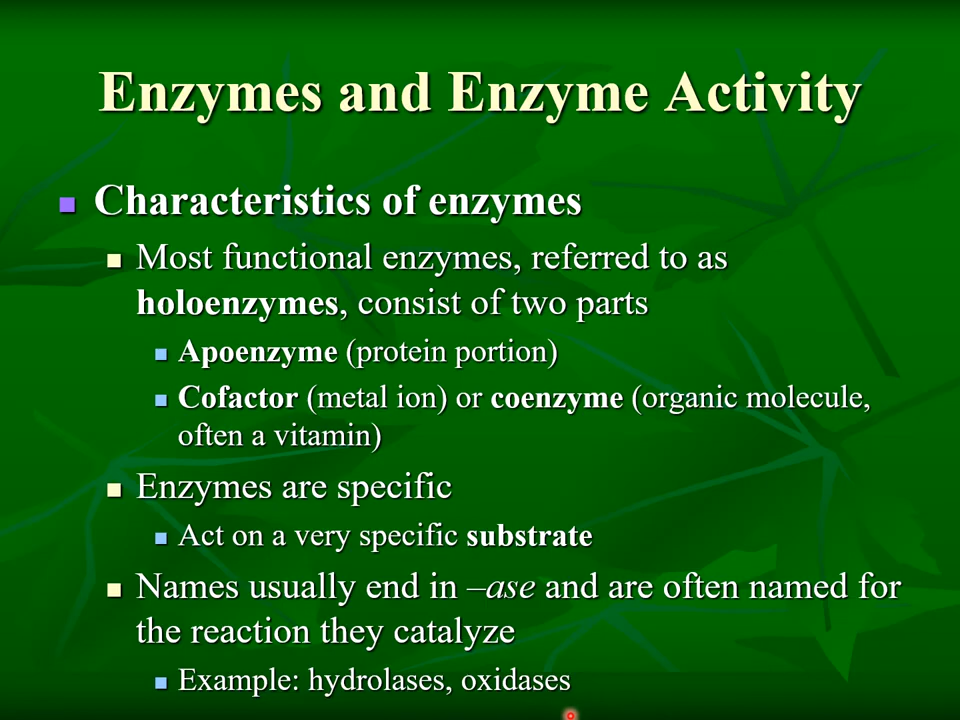 Enzymes and Enzyme Activity
Characteristics of enzymes
Most functional enzymes, referred to as
holoenzymes, consist of two parts
Apoenzyme (protein portion)
Cofactor (metal ion) or coenzyme (organic molecule,
often a vitamin)
Enzymes are specific
Act on a very specific substrate
Names usually end in –ase and are often named for
the reaction they catalyze
Example: hydrolases, oxidases